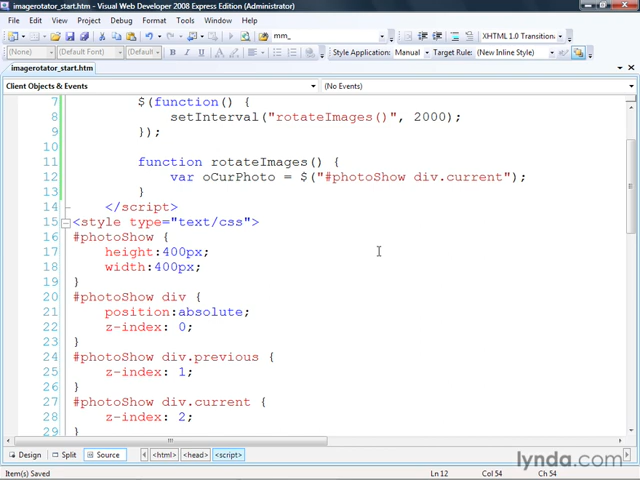 imagerotator_start.htm - Visual Web Developer 2008 Express Edition (Administrator)
File Edit View Project Debug Format Tools Window Help
mm_ XHTML 1.0 Transition
(None) (Default Font) (Default B I U A Style Application: Manual Target Rule: (New Inline Style)
imagerotator_start.htm
Client Objects & Events (No Events)
7 $(function() {
8 setInterval("rotateImages()", 2000);
9 });
10
11 function rotateImages() {
12 var oCurPhoto = $("#photoShow div.current");
13 }
14 </script>
15 <style type="text/css">
16 #photoShow {
17 height:400px;
18 width:400px;
19 }
20 #photoShow div {
21 position:absolute;
22 z-index: 0;
23 }
24 #photoShow div.previous {
25 z-index: 1;
26 }
27 #photoShow div.current {
28 z-index: 2;
29 }
Design Split Source <html> <head> <script>
Item(s) Saved Ln 12 Col 54 Ch 54
lynda.com